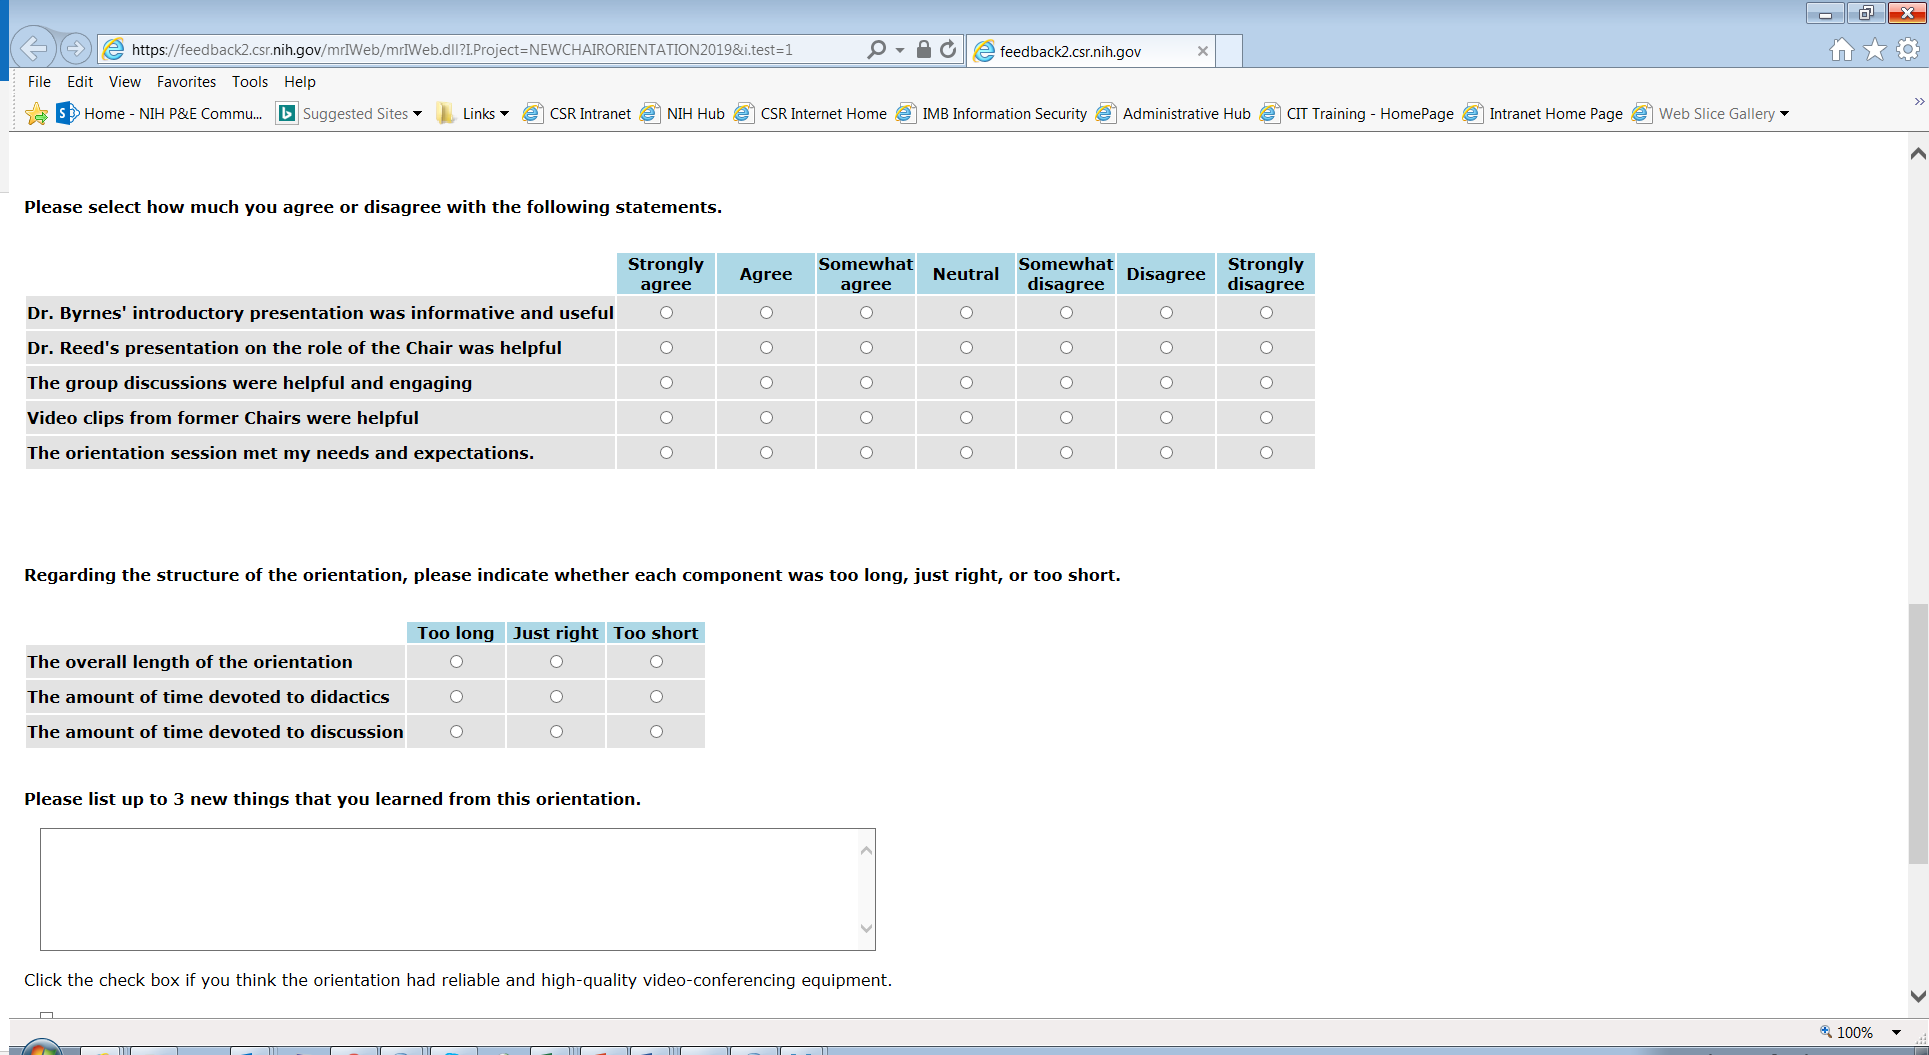 https://feedback2.csr.nih.gov/mrIWeb/mrIWeb.dll?I.Project=NEWCHAIRORIENTATION2019&i.test=1
feedback2.csr.nih.gov
File Edit View Favorites Tools Help
Home - NIH P&E Commu... Suggested Sites Links CSR Intranet NIH Hub CSR Internet Home IMB Information Security Administrative Hub CIT Training - HomePage Intranet Home Page Web Slice Gallery
Please select how much you agree or disagree with the following statements.
Strongly agree Agree Somewhat agree Neutral Somewhat disagree Disagree Strongly disagree
Dr. Byrnes' introductory presentation was informative and useful
Dr. Reed's presentation on the role of the Chair was helpful
The group discussions were helpful and engaging
Video clips from former Chairs were helpful
The orientation session met my needs and expectations.
Regarding the structure of the orientation, please indicate whether each component was too long, just right, or too short.
Too long Just right Too short
The overall length of the orientation
The amount of time devoted to didactics
The amount of time devoted to discussion
Please list up to 3 new things that you learned from this orientation.
Click the check box if you think the orientation had reliable and high-quality video-conferencing equipment.
100%